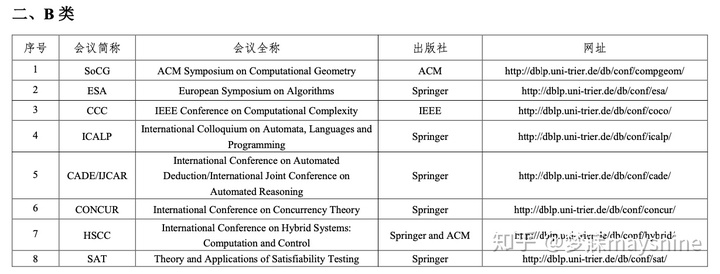 二、B 类
序号 会议简称 会议全称 出版社 网址
1 SoCG ACM Symposium on Computational Geometry ACM http://dblp.uni-trier.de/db/conf/compgeom/
2 ESA European Symposium on Algorithms Springer http://dblp.uni-trier.de/db/conf/esa/
3 CCC IEEE Conference on Computational Complexity IEEE http://dblp.uni-trier.de/db/conf/coco/
4 ICALP International Colloquium on Automata, Languages and
Programming Springer http://dblp.uni-trier.de/db/conf/icalp/
5 CADE/IJCAR International Conference on Automated
Deduction/International Joint Conference on
Automated Reasoning Springer http://dblp.uni-trier.de/db/conf/cade/
6 CONCUR International Conference on Concurrency Theory Springer http://dblp.uni-trier.de/db/conf/concur/
7 HSCC International Conference on Hybrid Systems:
Computation and Control Springer and ACM http://dblp.uni-trier.de/db/conf/hybrid/
8 SAT Theory and Applications of Satisfiability Testing Springer http://dblp.uni-trier.de/db/conf/sat/
知乎 @梦寐mayshine